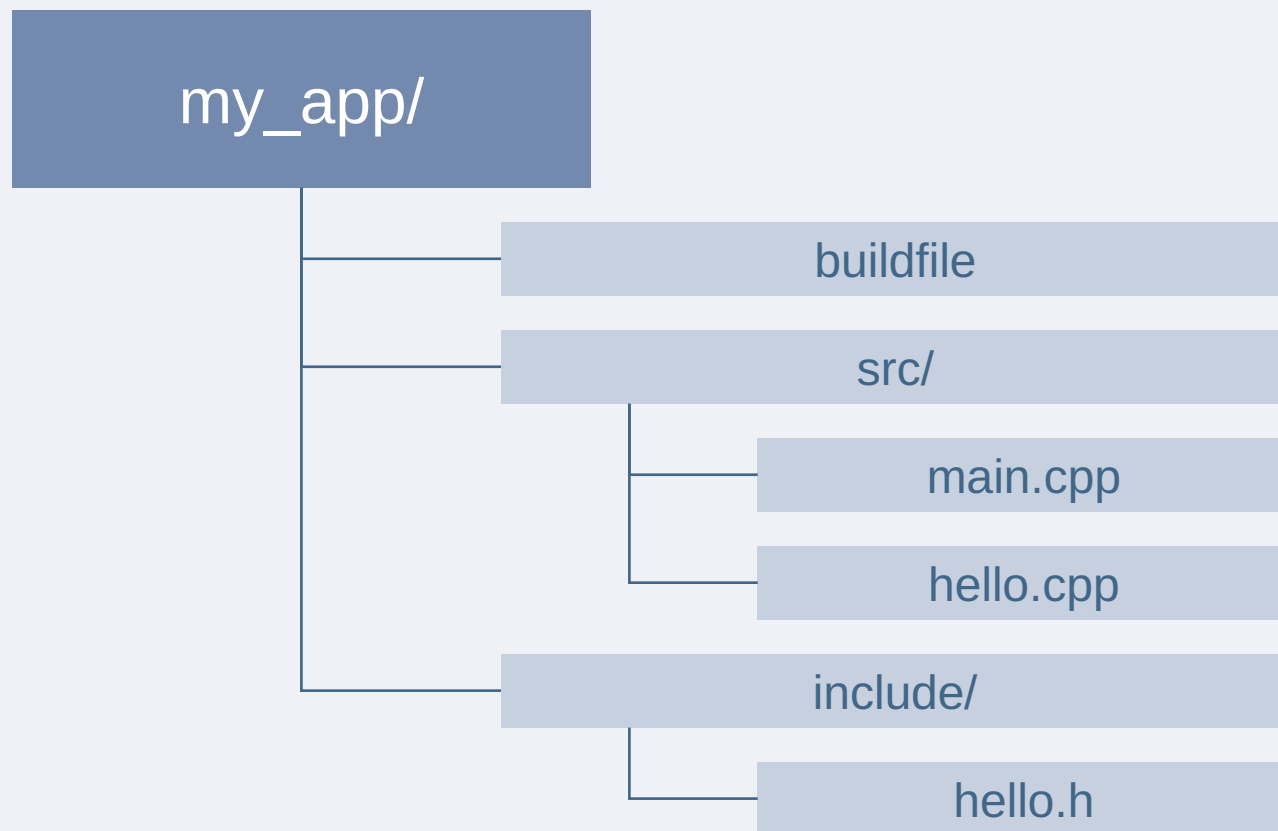 my_app/
buildfile
src/
main.cpp
hello.cpp
include/
hello.h